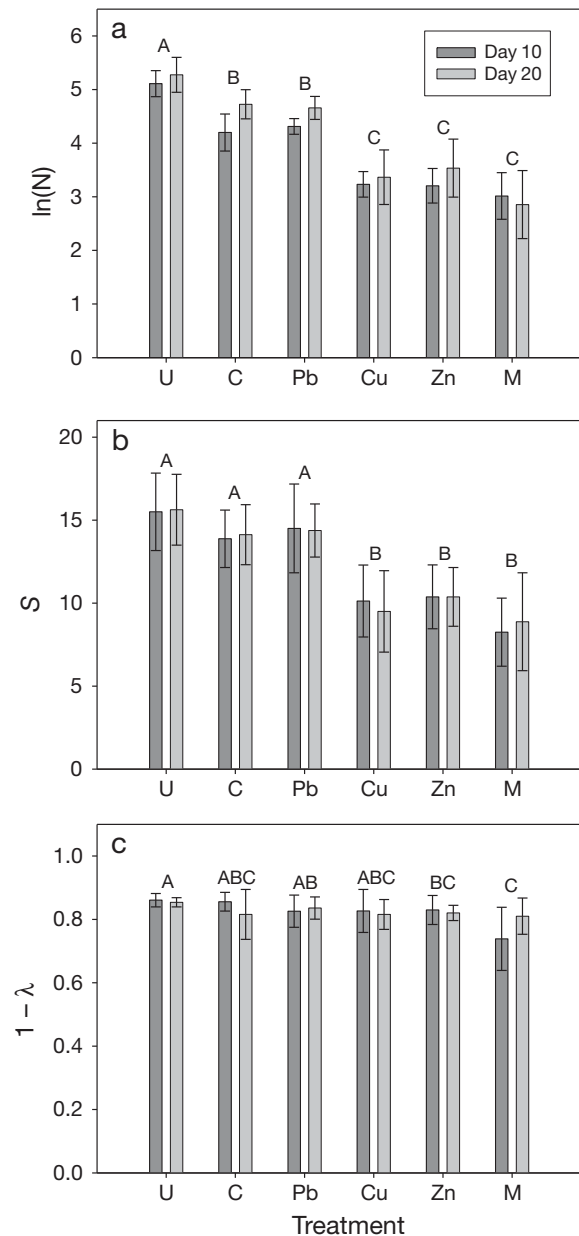 a
Day 10
Day 20
6
5
4
3
2
1
0
ln(N)
A
B
B
C
C
C
U C Pb Cu Zn M
b
20
15
10
5
0
S
A
A
A
B
B
B
U C Pb Cu Zn M
c
1.0
0.8
0.6
0.4
0.2
0.0
1 – λ
A ABC AB ABC BC C
U C Pb Cu Zn M
Treatment